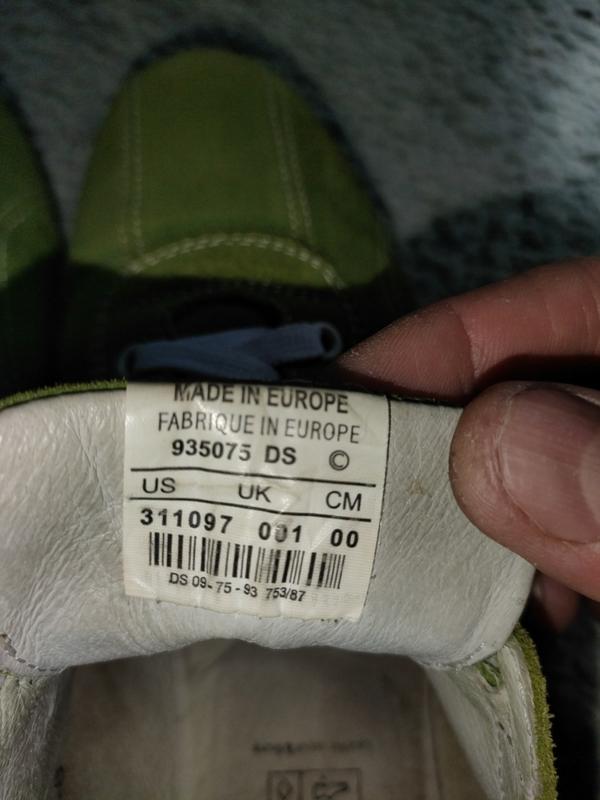 MADE IN EUROPE
FABRIQUE IN EUROPE
935075 DS ©
US UK CM
311097 001 00
DS 09-75-93 753/87